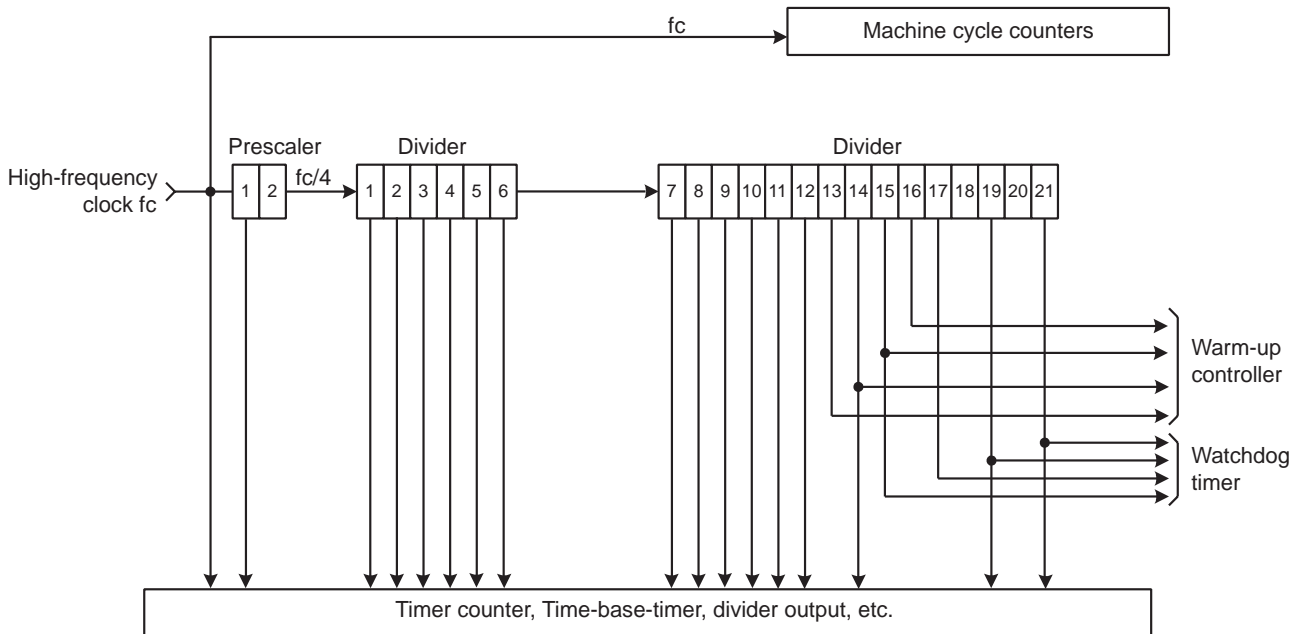 fc
Machine cycle counters
Prescaler
Divider
Divider
High-frequency
clock fc
1 2
fc/4
1 2 3 4 5 6
7 8 9 10 11 12 13 14 15 16 17 18 19 20 21
Warm-up
controller
Watchdog
timer
Timer counter, Time-base-timer, divider output, etc.